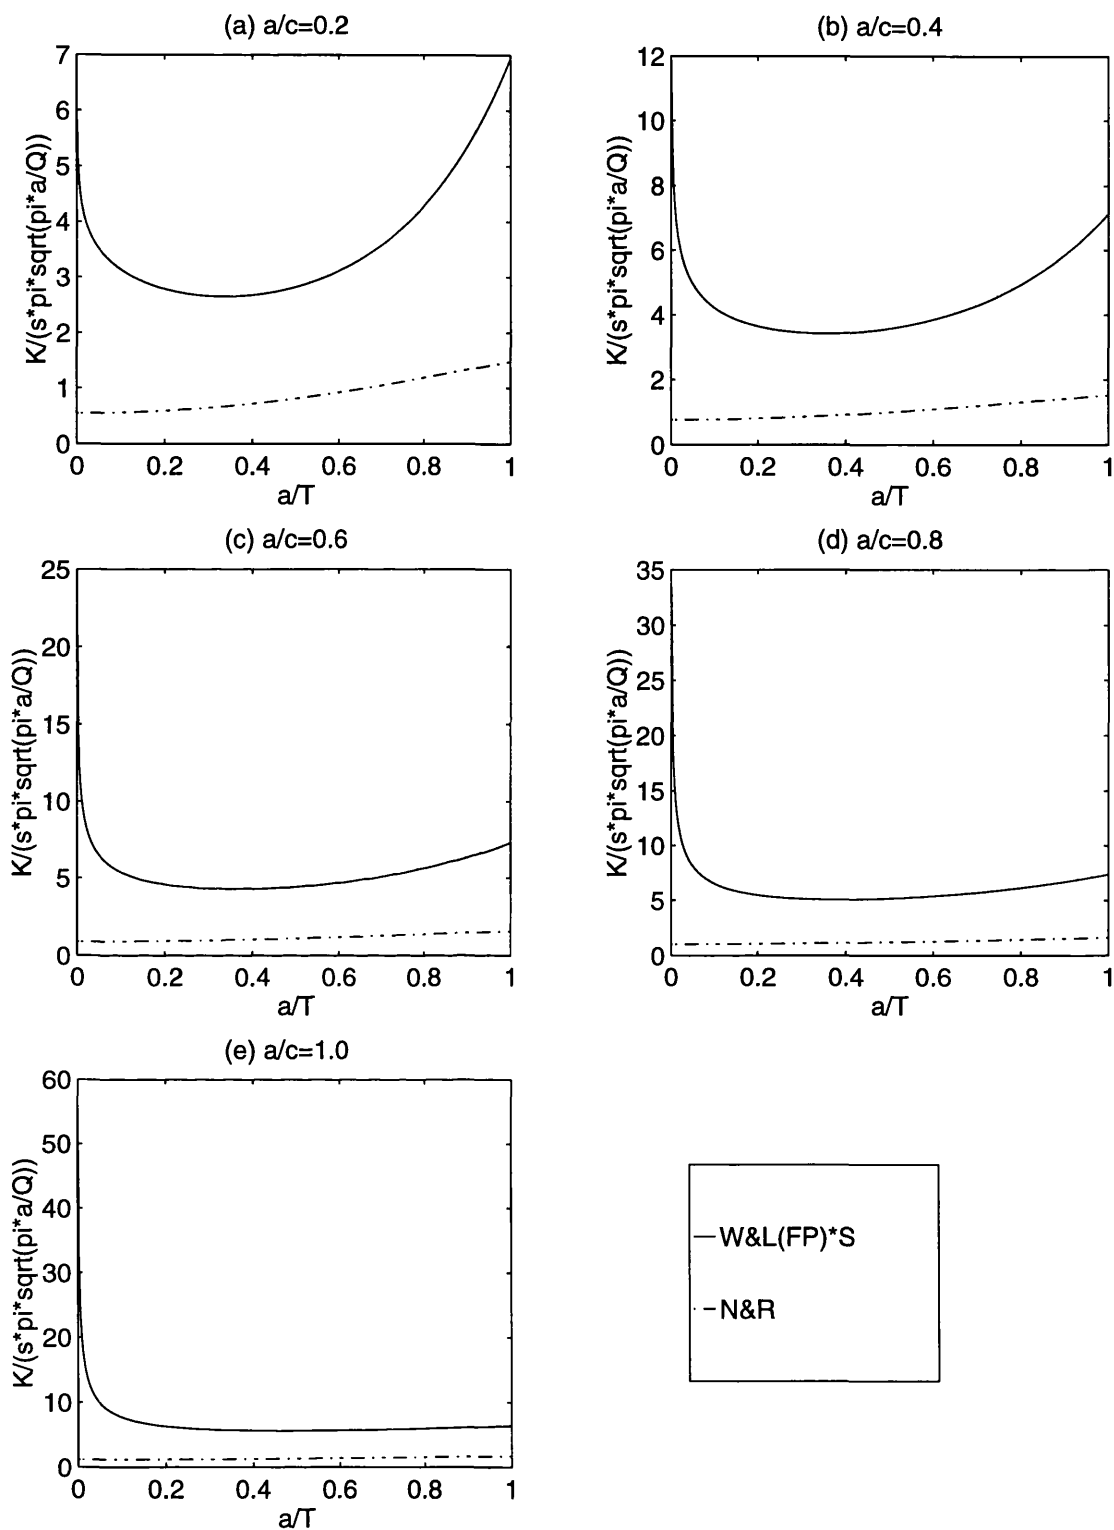 (a) a/c=0.2
7
6
5
4
3
2
1
0
K/(s*pi*sqrt(pi*a/Q))
0 0.2 0.4 0.6 0.8 1
a/T
(b) a/c=0.4
12
10
8
6
4
2
0
K/(s*pi*sqrt(pi*a/Q))
0 0.2 0.4 0.6 0.8 1
a/T
(c) a/c=0.6
25
20
15
10
5
0
K/(s*pi*sqrt(pi*a/Q))
0 0.2 0.4 0.6 0.8 1
a/T
(d) a/c=0.8
35
30
25
20
15
10
5
0
K/(s*pi*sqrt(pi*a/Q))
0 0.2 0.4 0.6 0.8 1
a/T
(e) a/c=1.0
60
50
40
30
20
10
0
K/(s*pi*sqrt(pi*a/Q))
0 0.2 0.4 0.6 0.8 1
a/T
W&L(FP)*S
N&R